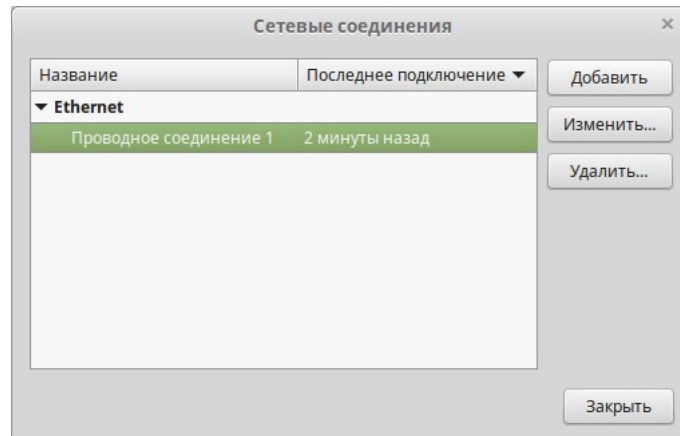 Сетевые соединения
Название Последнее подключение
Ethernet
Проводное соединение 1 2 минуты назад
Добавить
Изменить...
Удалить...
Закрыть